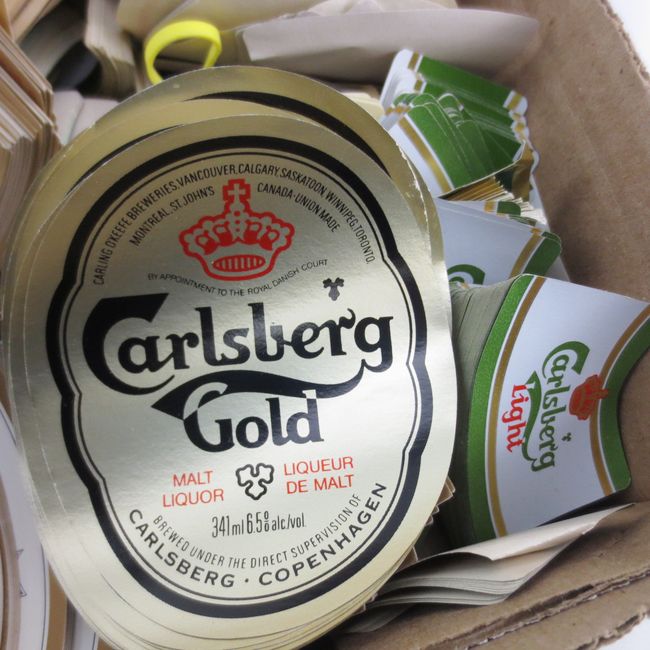 CARLING O'KEEFE BREWERIES, VANCOUVER, CALGARY, SASKATOON, WINNIPEG, TORONTO,
MONTREAL, ST. JOHN'S CANADA-UNION MADE
BY APPOINTMENT TO THE ROYAL DANISH COURT
Carlsberg
Gold
MALT LIQUOR
LIQUEUR DE MALT
341 ml 6.5% alc/vol.
BREWED UNDER THE DIRECT SUPERVISION OF
CARLSBERG · COPENHAGEN
Carlsberg
Light